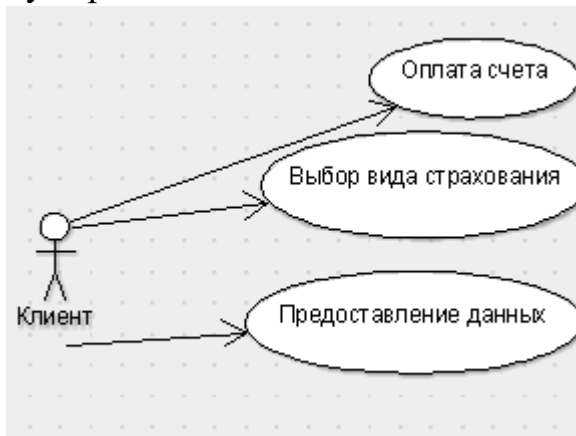 Оплата счета
Выбор вида страхования
Клиент
Предоставление данных